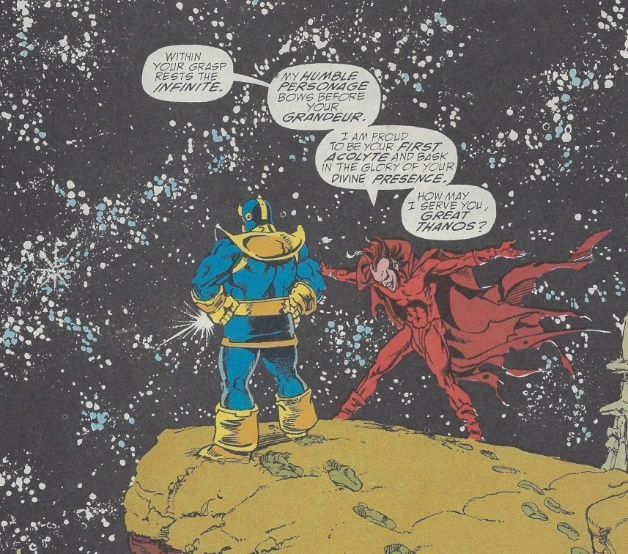 WITHIN
YOUR GRASP
RESTS THE
INFINITE.
MY HUMBLE
PERSONAGE
BOWS BEFORE
YOUR
GRANDEUR.
I AM PROUD
TO BE YOUR FIRST
ACOLYTE AND BASK
IN THE GLORY OF YOUR
DIVINE PRESENCE.
HOW MAY
I SERVE YOU,
GREAT
THANOS?